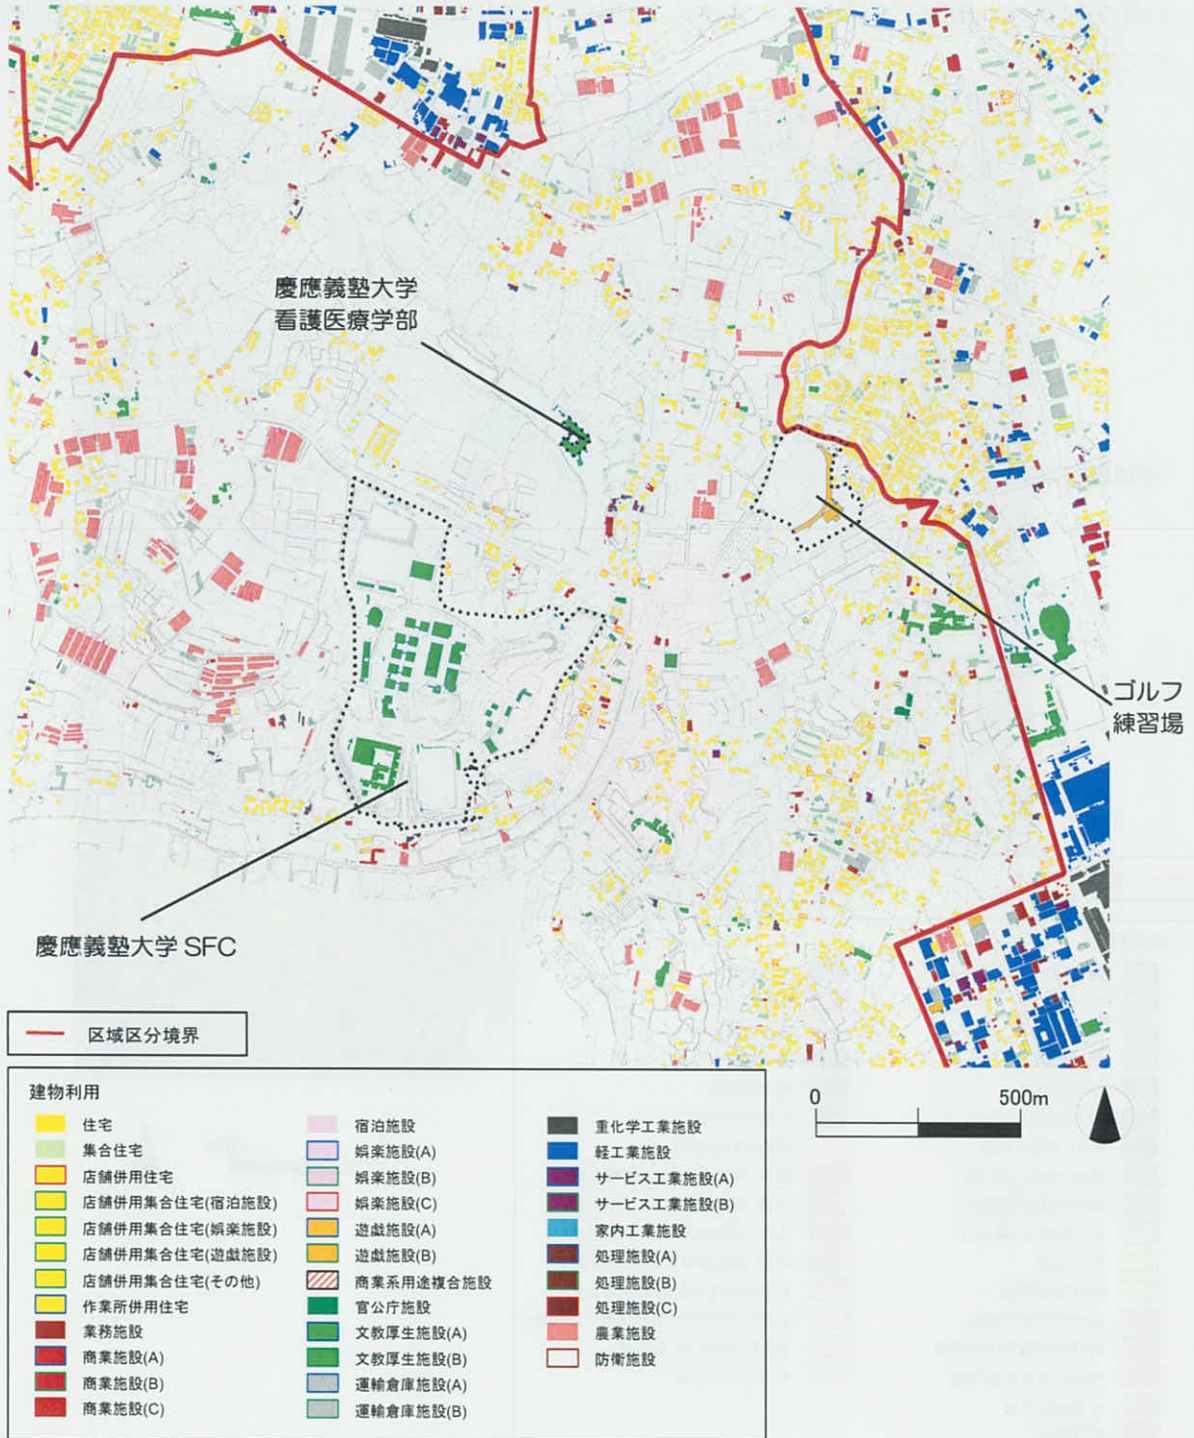 慶應義塾大学
看護医療学部
ゴルフ
練習場
慶應義塾大学 SFC
区域区分境界
建物利用
住宅
集合住宅
店舗併用住宅
店舗併用集合住宅(宿泊施設)
店舗併用集合住宅(娯楽施設)
店舗併用集合住宅(遊戯施設)
店舗併用集合住宅(その他)
作業所併用住宅
業務施設
商業施設(A)
商業施設(B)
商業施設(C)
宿泊施設
娯楽施設(A)
娯楽施設(B)
娯楽施設(C)
遊戯施設(A)
遊戯施設(B)
商業系用途複合施設
官公庁施設
文教厚生施設(A)
文教厚生施設(B)
運輸倉庫施設(A)
運輸倉庫施設(B)
重化学工業施設
軽工業施設
サービス工業施設(A)
サービス工業施設(B)
家内工業施設
処理施設(A)
処理施設(B)
処理施設(C)
農業施設
防衛施設
0 500m